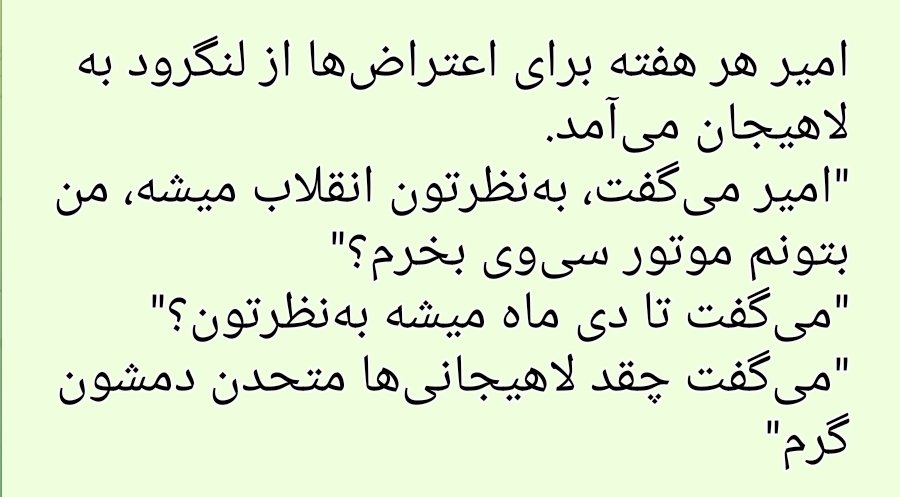 امیر هر هفته برای اعتراض‌ها از لنگرود به
لاهیجان می‌آمد.
"امیر می‌گفت، به‌نظرتون انقلاب میشه، من
بتونم موتور سی‌وی بخرم؟"
"می‌گفت تا دی ماه میشه به‌نظرتون؟"
"می‌گفت چقد لاهیجانی‌ها متحدن دمشون
گرم"